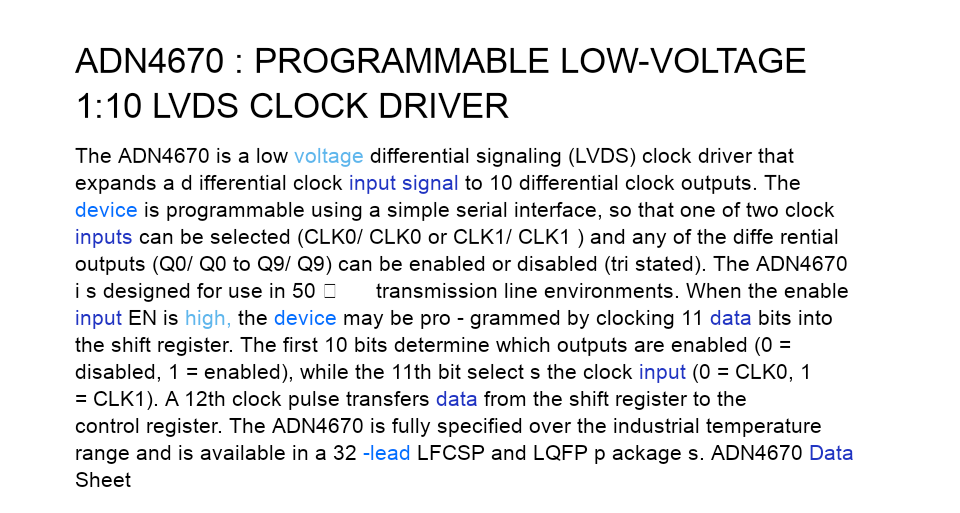 ADN4670 : PROGRAMMABLE LOW-VOLTAGE
1:10 LVDS CLOCK DRIVER
The ADN4670 is a low voltage differential signaling (LVDS) clock driver that
expands a d ifferential clock input signal to 10 differential clock outputs. The
device is programmable using a simple serial interface, so that one of two clock
inputs can be selected (CLK0/ CLK0 or CLK1/ CLK1 ) and any of the diffe rential
outputs (Q0/ Q0 to Q9/ Q9) can be enabled or disabled (tri stated). The ADN4670
i s designed for use in 50 □ transmission line environments. When the enable
input EN is high, the device may be pro - grammed by clocking 11 data bits into
the shift register. The first 10 bits determine which outputs are enabled (0 =
disabled, 1 = enabled), while the 11th bit select s the clock input (0 = CLK0, 1
= CLK1). A 12th clock pulse transfers data from the shift register to the
control register. The ADN4670 is fully specified over the industrial temperature
range and is available in a 32 -lead LFCSP and LQFP p ackage s. ADN4670 Data
Sheet